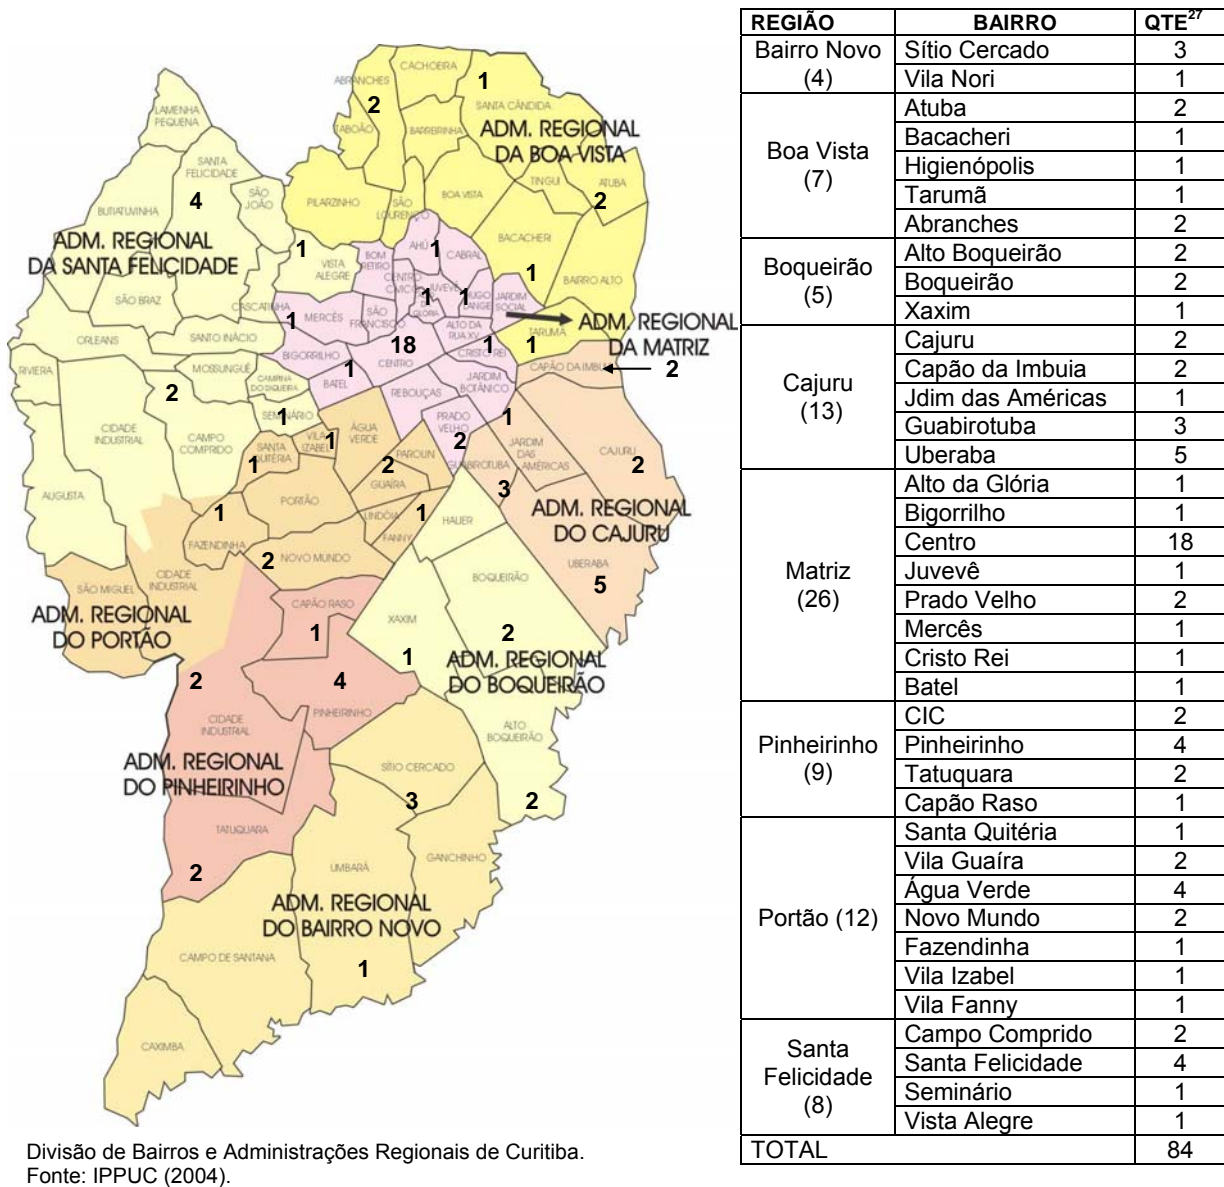 LAMENHA
PEQUENA
SANTA
FELICIDADE
4
BUTIATUVINHA
SÃO
JOÃO
ADM. REGIONAL
DA SANTA FELICIDADE
1
VISTA
ALEGRE
SÃO BRAZ
CASCATINHA
ORLEANS
SANTO INÁCIO
RIVIERA
MOSSUNGUÊ
2
CAMPINA
DO SIQUEIRA
SEMINÁRIO
1
CIDADE
INDUSTRIAL
CAMPO
COMPRIDO
AUGUSTA
ABRANCHES
2
TABOÃO
CACHOEIRA
1
SANTA CÂNDIDA
BARREIRINHA
ADM. REGIONAL
DA BOA VISTA
PILARZINHO
SÃO
LOURENÇO
BOA VISTA
TINGUI
ATUBA
2
BACACHERI
1
BAIRRO ALTO
TARUMÃ
1
AHÚ
1
CABRAL
BOM
RETIRO
CENTRO
CÍVICO
JUVEVÊ
1
GLÓRIA
1
HUGO
LANGE
JARDIM
SOCIAL
ADM. REGIONAL
DA MATRIZ
1
MERCÊS
SÃO
FRANCISCO
ALTO DA
RUA XV
18
CENTRO
1
CRISTO REI
BIGORRILHO
1
BATEL
REBOUÇAS
JARDIM
BOTÂNICO
PRADO
VELHO
2
CAPÃO DA IMBUIA
2
1
JARDIM
DAS
AMÉRICAS
GUABIROTUBA
3
CAJURU
2
ADM. REGIONAL
DO CAJURU
UBERABA
5
ÁGUA
VERDE
VILA
IZABEL
1
SANTA
QUITÉRIA
1
2
PAROLIN
GUAÍRA
PORTÃO
LINDÓIA
1
FANNY
1
FAZENDINHA
2
NOVO MUNDO
CIDADE
INDUSTRIAL
SÃO MIGUEL
ADM. REGIONAL
DO PORTÃO
HAUER
BOQUEIRÃO
XAXIM
2
1
ADM. REGIONAL
DO BOQUEIRÃO
ALTO
BOQUEIRÃO
2
CAPÃO RASO
1
2
4
PINHEIRINHO
CIDADE
INDUSTRIAL
ADM. REGIONAL
DO PINHEIRINHO
TATUQUARA
2
SÍTIO CERCADO
3
UMBARÁ
GANCHINHO
ADM. REGIONAL
DO BAIRRO NOVO
CAMPO DE SANTANA
1
CAXIMBA
Divisão de Bairros e Administrações Regionais de Curitiba.
Fonte: IPPUC (2004).
REGIÃO BAIRRO QTE27
Bairro Novo (4) Sítio Cercado 3
Vila Nori 1
Boa Vista (7) Atuba 2
Bacacheri 1
Higienópolis 1
Tarumã 1
Abranches 2
Boqueirão (5) Alto Boqueirão 2
Boqueirão 2
Xaxim 1
Cajuru (13) Cajuru 2
Capão da Imbuia 2
Jdim das Américas 1
Guabirotuba 3
Uberaba 5
Matriz (26) Alto da Glória 1
Bigorrilho 1
Centro 18
Juvevê 1
Prado Velho 2
Mercês 1
Cristo Rei 1
Batel 1
Pinheirinho (9) CIC 2
Pinheirinho 4
Tatuquara 2
Capão Raso 1
Portão (12) Santa Quitéria 1
Vila Guaíra 2
Água Verde 4
Novo Mundo 2
Fazendinha 1
Vila Izabel 1
Vila Fanny 1
Santa Felicidade (8) Campo Comprido 2
Santa Felicidade 4
Seminário 1
Vista Alegre 1
TOTAL 84